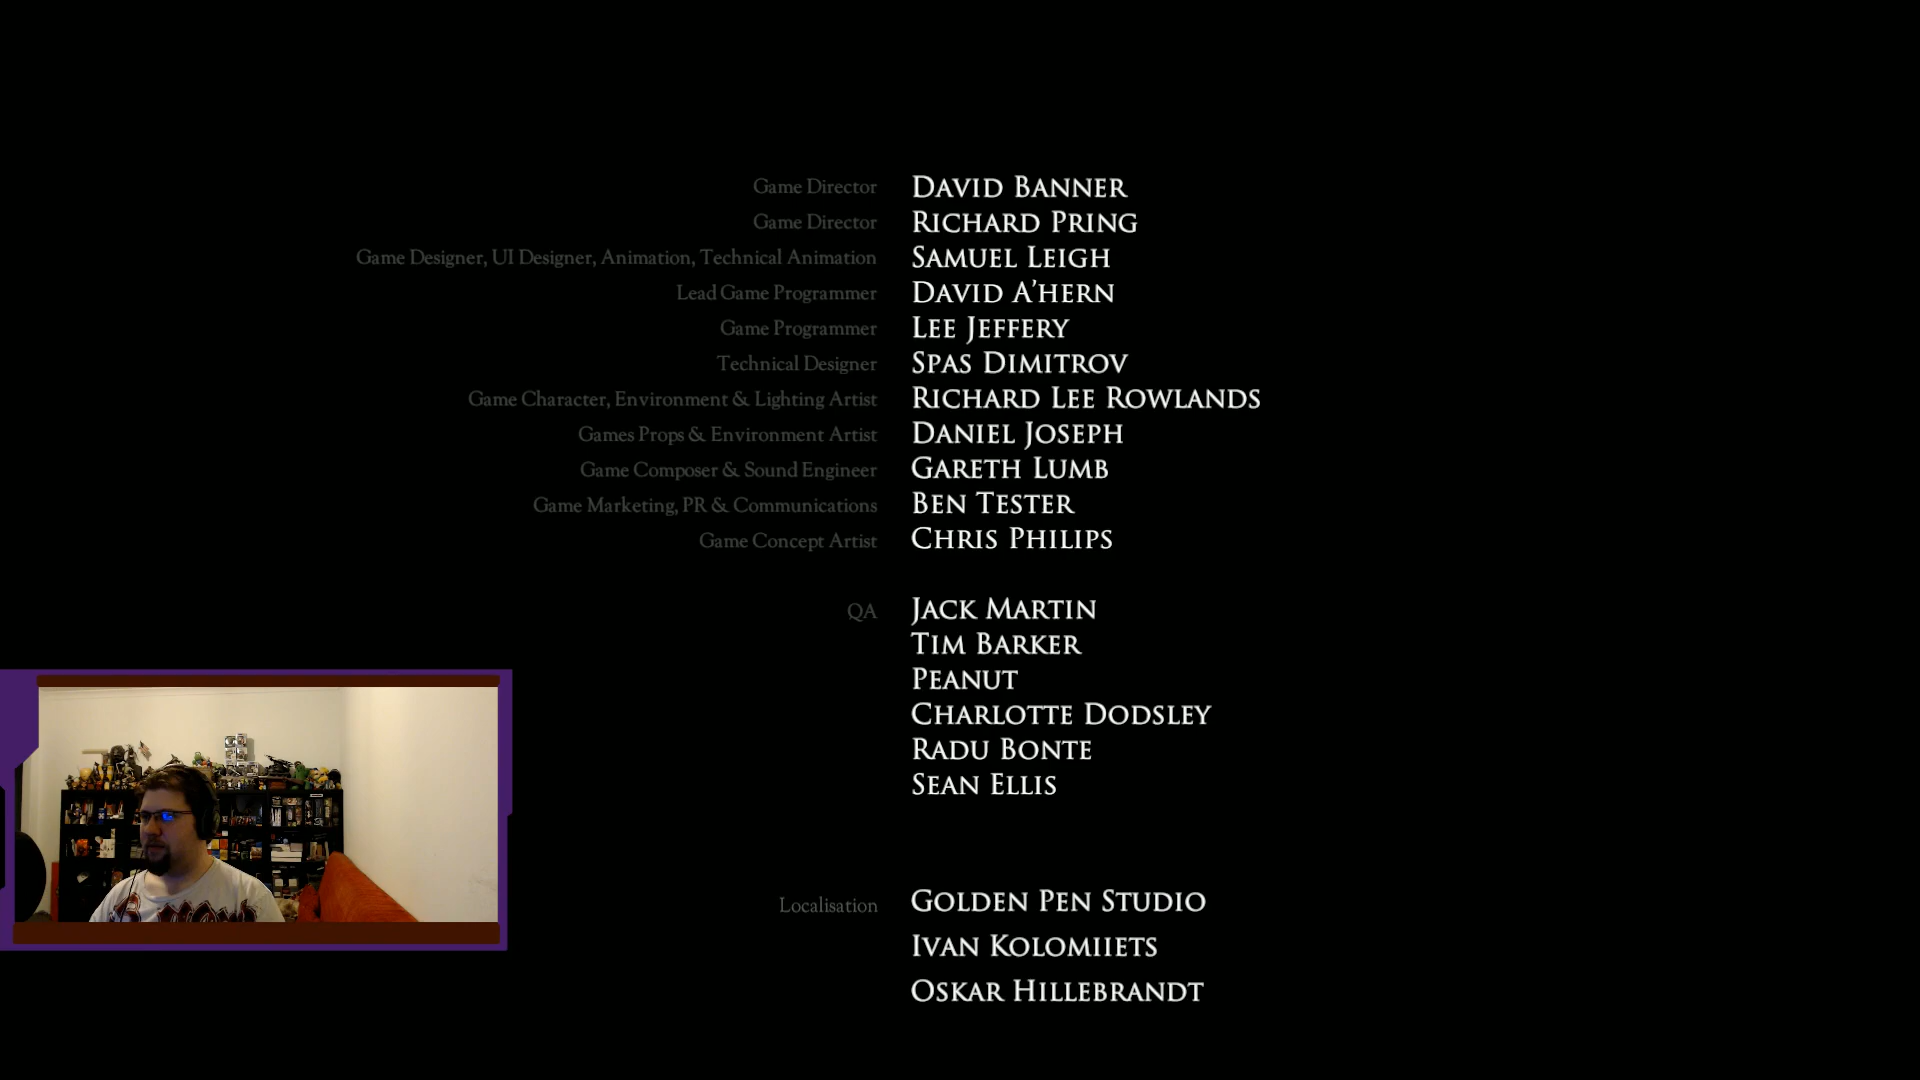 Game Director DAVID BANNER
Game Director RICHARD PRING
Game Designer, UI Designer, Animation, Technical Animation SAMUEL LEIGH
Lead Game Programmer DAVID A'HERN
Game Programmer LEE JEFFERY
Technical Designer SPAS DIMITROV
Game Character, Environment & Lighting Artist RICHARD LEE ROWLANDS
Games Props & Environment Artist DANIEL JOSEPH
Game Composer & Sound Engineer GARETH LUMB
Game Marketing, PR & Communications BEN TESTER
Game Concept Artist CHRIS PHILIPS
QA JACK MARTIN
TIM BARKER
PEANUT
CHARLOTTE DODSLEY
RADU BONTE
SEAN ELLIS
Localisation GOLDEN PEN STUDIO
IVAN KOLOMIIETS
OSKAR HILLEBRANDT